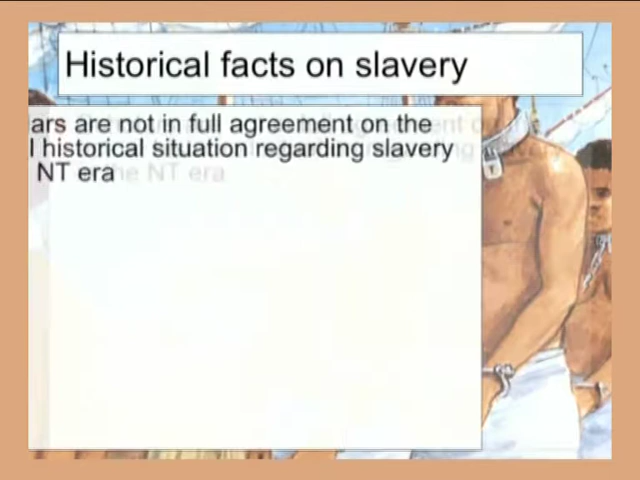 Historical facts on slavery
ars are not in full agreement on the
l historical situation regarding slavery
NT era